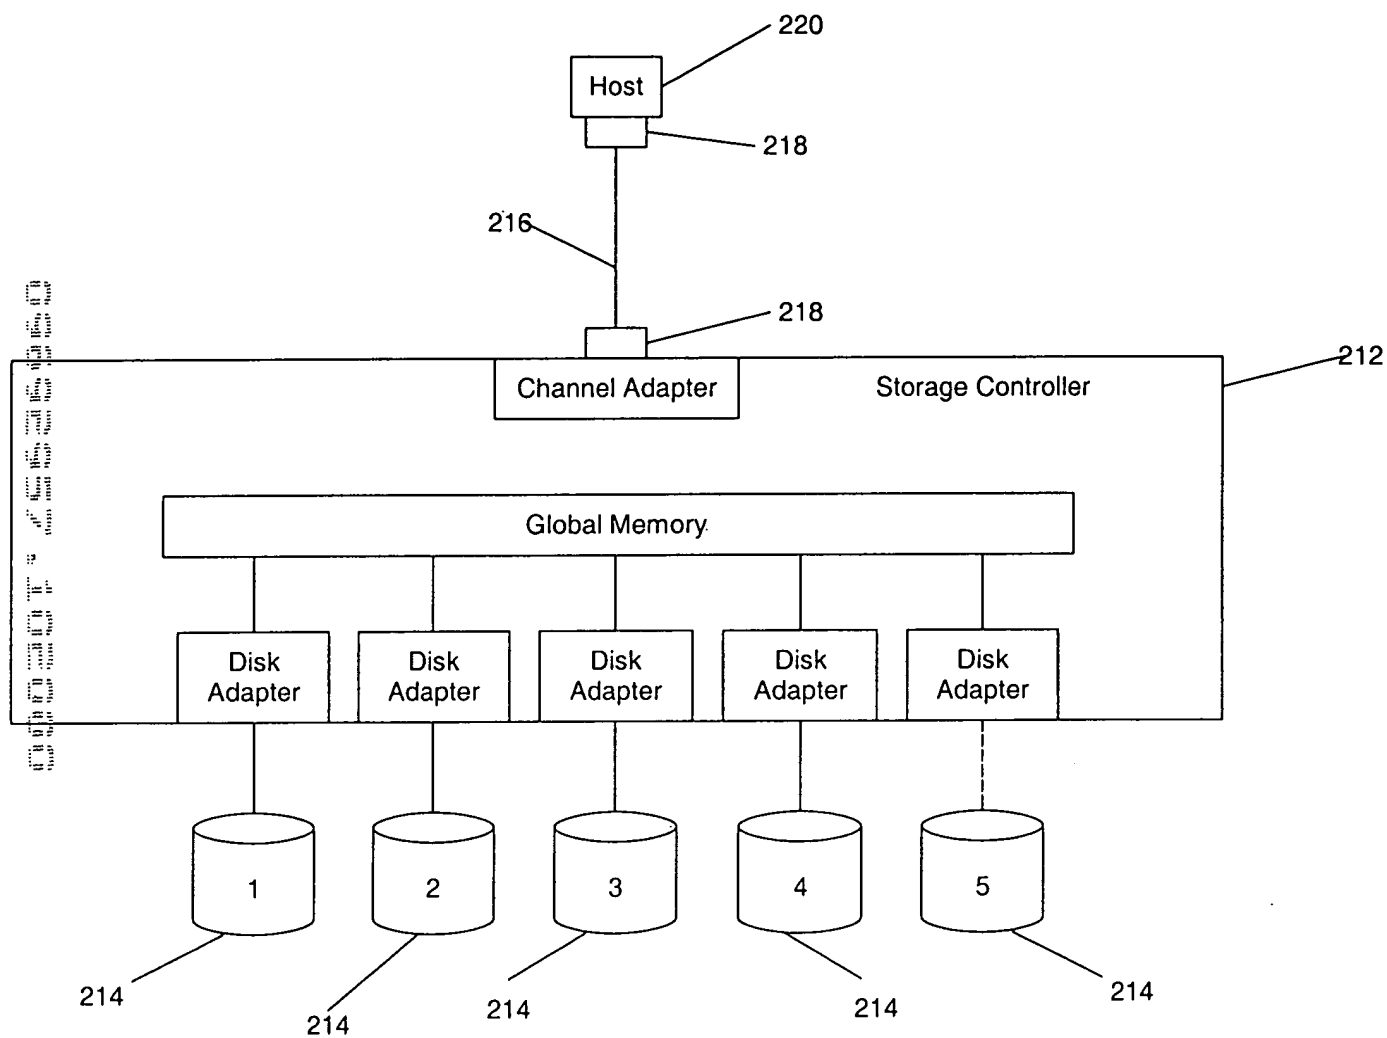 220
Host
218
216
218
212
Channel Adapter
Storage Controller
Global Memory
Disk
Adapter
Disk
Adapter
Disk
Adapter
Disk
Adapter
Disk
Adapter
1
2
3
4
5
214
214
214
214
214